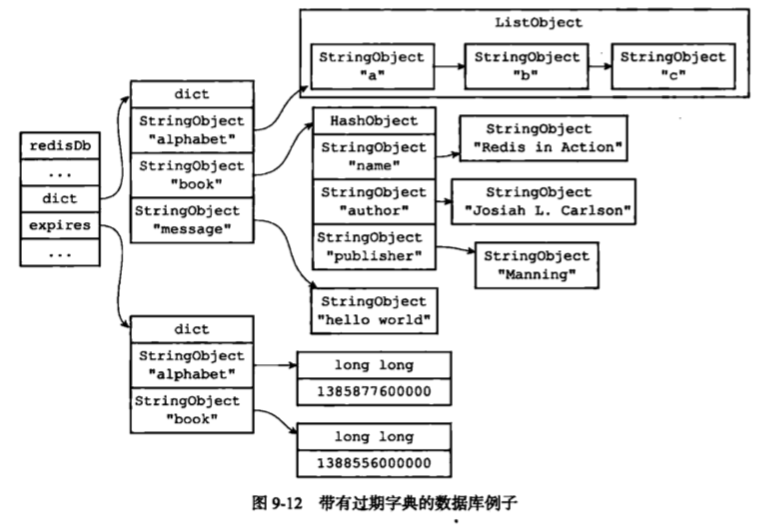 ListObject
StringObject
"a"
StringObject
"b"
StringObject
"c"
dict
StringObject
"alphabet"
StringObject
"book"
StringObject
"message"
HashObject
StringObject
"name"
StringObject
"author"
StringObject
"publisher"
StringObject
"Redis in Action"
StringObject
"Josiah L. Carlson"
StringObject
"Manning"
StringObject
"hello world"
redisDb
...
dict
expires
...
dict
StringObject
"alphabet"
StringObject
"book"
long long
1385877600000
long long
1388556000000
图 9-12 带有过期字典的数据库例子